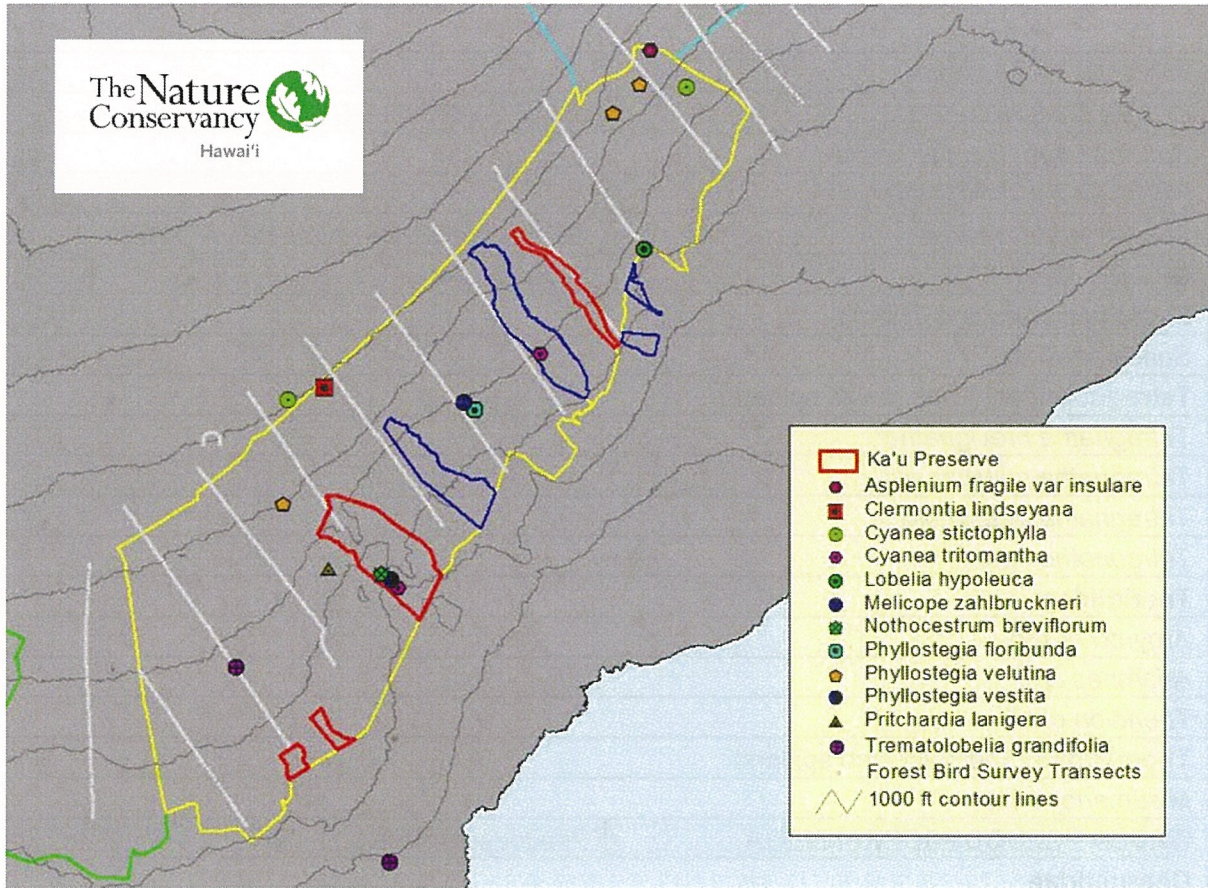 The Nature
Conservancy
Hawai'i
Ka'u Preserve
Asplenium fragile var insulare
Clermontia lindseyana
Cyanea stictophylla
Cyanea tritomantha
Lobelia hypoleuca
Melicope zahlbruckneri
Nothocestrum breviflorum
Phyllostegia floribunda
Phyllostegia velutina
Phyllostegia vestita
Pritchardia lanigera
Trematolobelia grandifolia
Forest Bird Survey Transects
1000 ft contour lines